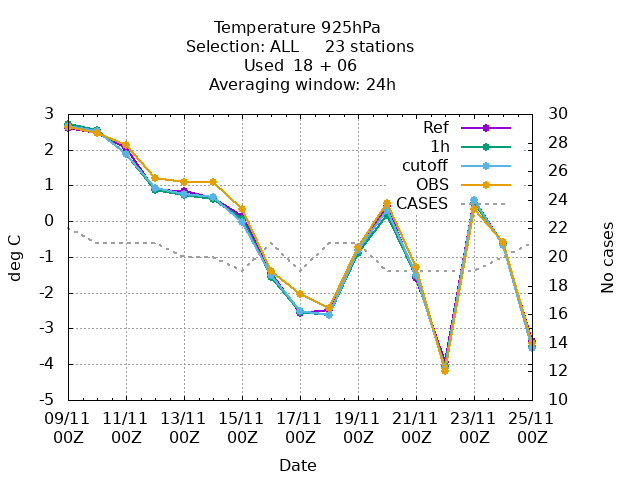 Temperature 925hPa
Selection: ALL 23 stations
Used 18 + 06
Averaging window: 24h
Ref
1h
cutoff
OBS
CASES
deg C
3
2
1
0
-1
-2
-3
-4
-5
No cases
30
28
26
24
22
20
18
16
14
12
10
09/11 11/11 13/11 15/11 17/11 19/11 21/11 23/11 25/11
00Z 00Z 00Z 00Z 00Z 00Z 00Z 00Z 00Z
Date